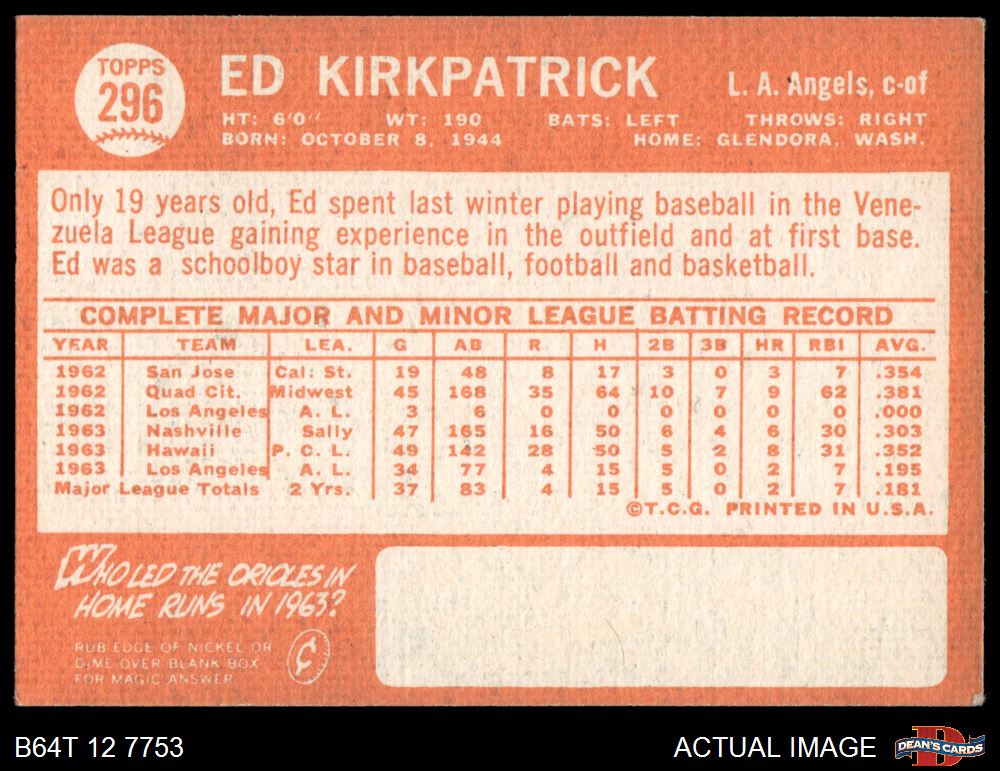 TOPPS
296
ED KIRKPATRICK
L. A. Angels, c-of
HT: 6'0" WT: 190 BATS: LEFT THROWS: RIGHT
BORN: OCTOBER 8, 1944 HOME: GLENDORA, WASH.
Only 19 years old, Ed spent last winter playing baseball in the Vene-
zuela League gaining experience in the outfield and at first base.
Ed was a schoolboy star in baseball, football and basketball.
COMPLETE MAJOR AND MINOR LEAGUE BATTING RECORD
YEAR TEAM LEA. G AB R H 2B 3B HR RBI AVG.
1962 San Jose Cal. St. 19 48 8 17 3 0 3 7 .354
1962 Quad Cit. Midwest 45 168 35 64 10 7 9 62 .381
1962 Los Angeles A. L. 3 6 0 0 0 0 0 0 .000
1963 Nashville Sally 47 165 16 50 6 4 6 30 .303
1963 Hawaii P. C. L. 49 142 28 50 5 2 8 31 .352
1963 Los Angeles A. L. 34 77 4 15 5 0 2 7 .195
Major League Totals 2 Yrs. 37 83 4 15 5 0 2 7 .181
©T.C.G. PRINTED IN U.S.A.
WHO LED THE ORIOLES IN
HOME RUNS IN 1963?
RUB EDGE OF NICKEL OR
DIME OVER BLANK BOX
FOR MAGIC ANSWER
¢
B64T 12 7753
ACTUAL IMAGE
DEAN'S CARDS